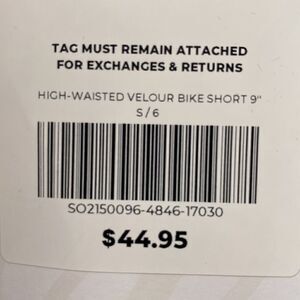 TAG MUST REMAIN ATTACHED
FOR EXCHANGES & RETURNS
HIGH-WAISTED VELOUR BIKE SHORT 9"
S / 6
SO2150096-4846-17030
$44.95